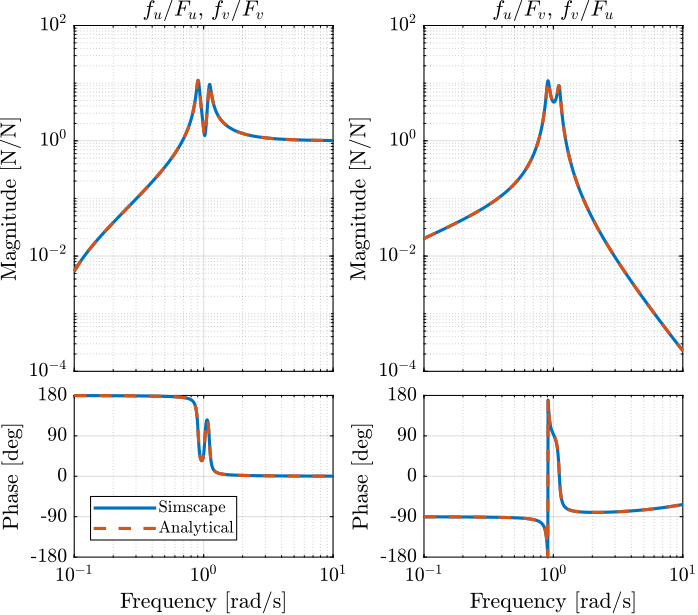 f_u/F_u, f_v/F_v
10^2
10^0
10^-2
10^-4
Magnitude [N/N]
180
90
0
-90
-180
Phase [deg]
Simscape
Analytical
10^-1
10^0
10^1
Frequency [rad/s]
f_u/F_v, f_v/F_u
10^2
10^0
10^-2
10^-4
Magnitude [N/N]
180
90
0
-90
-180
Phase [deg]
10^-1
10^0
10^1
Frequency [rad/s]